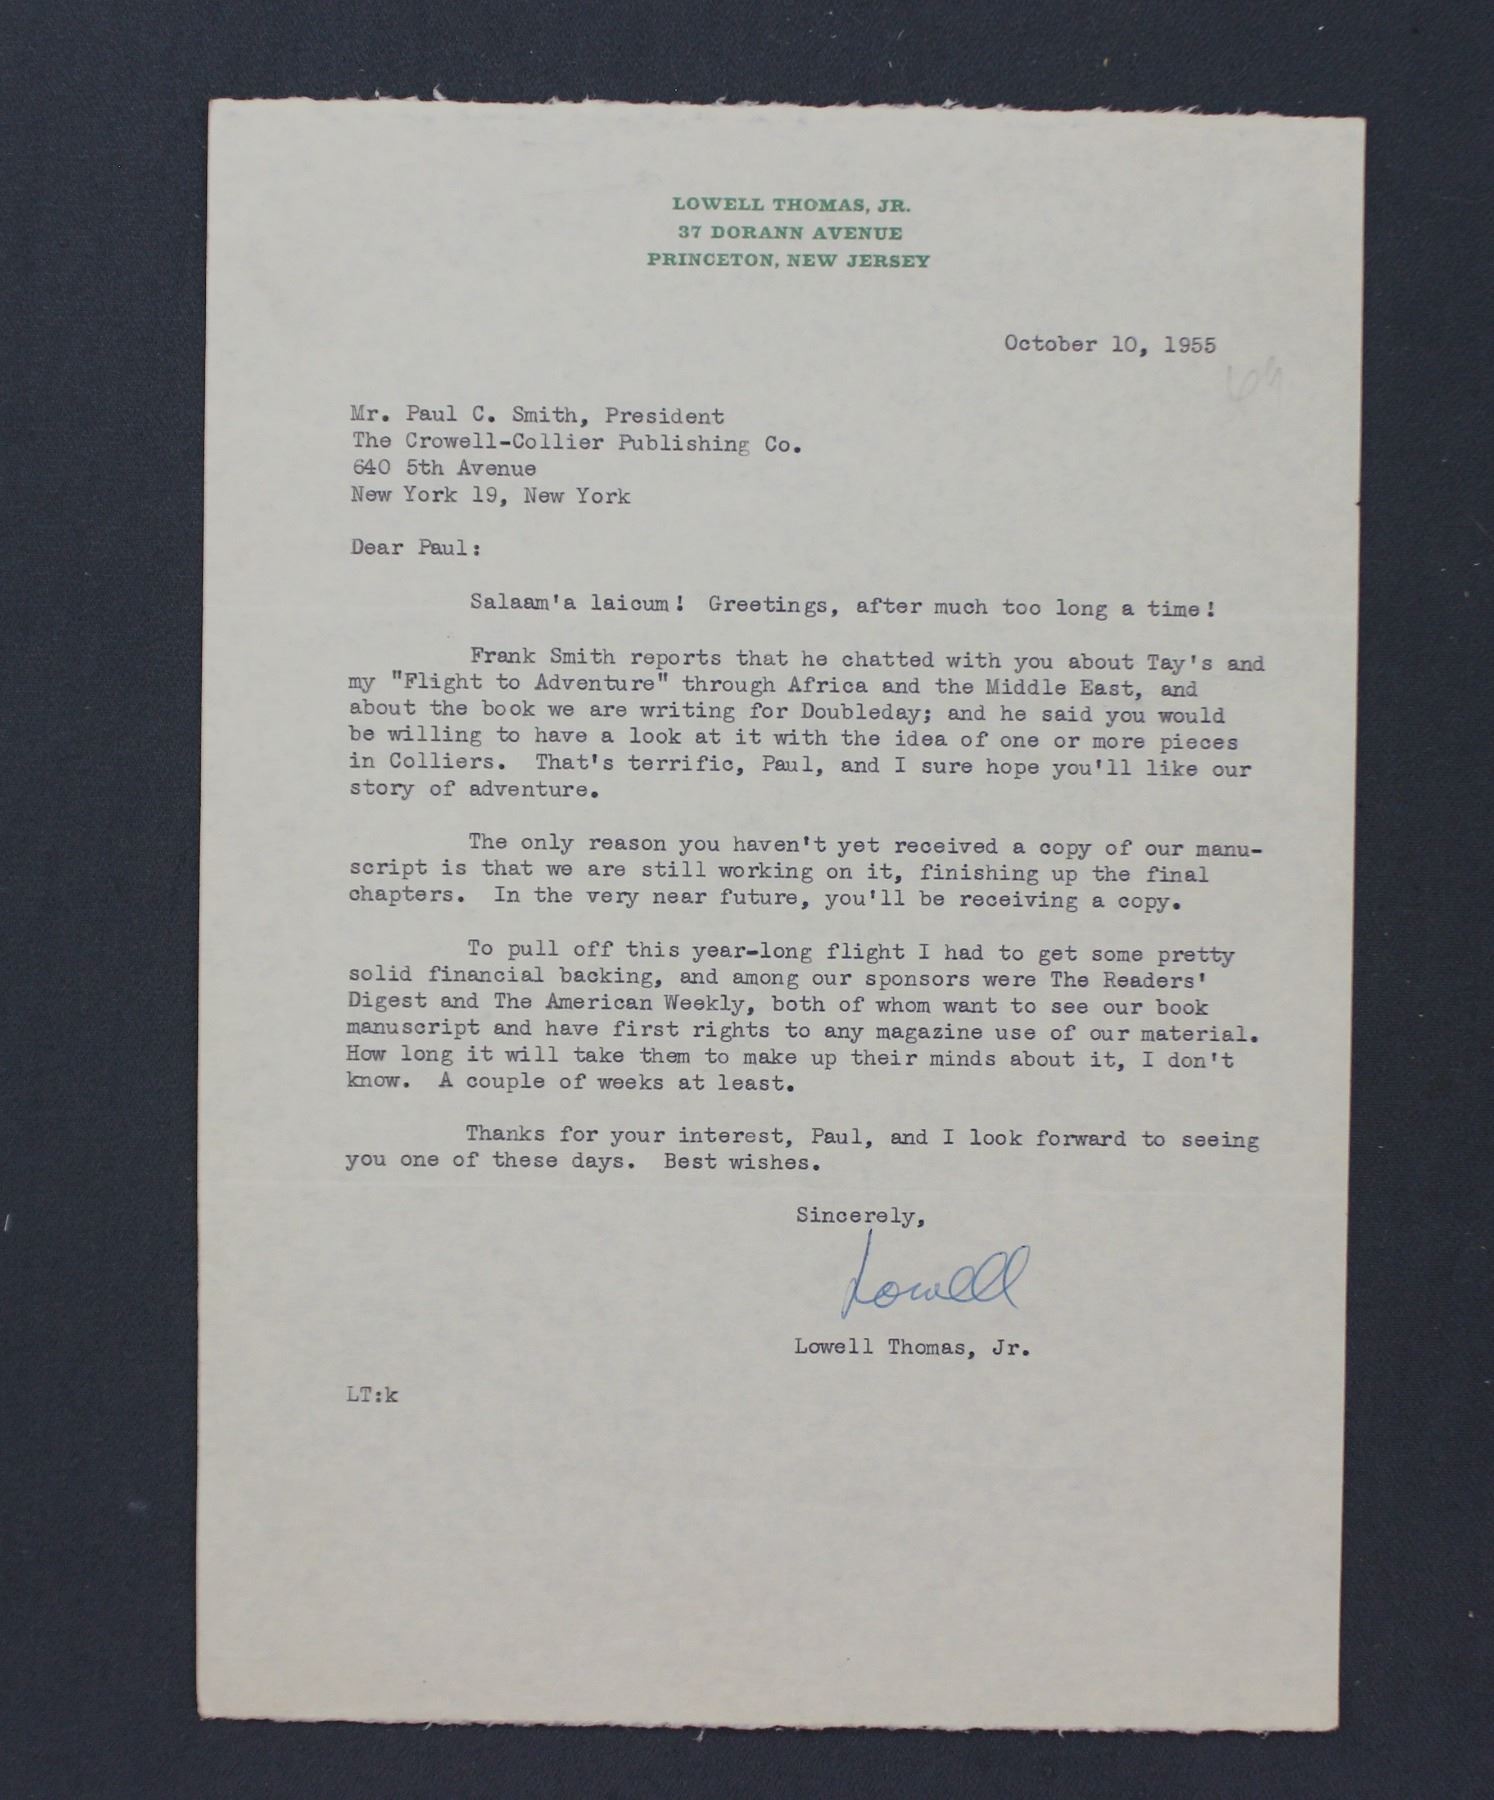 LOWELL THOMAS, JR.
37 DORANN AVENUE
PRINCETON, NEW JERSEY
October 10, 1955
Mr. Paul C. Smith, President
The Crowell-Collier Publishing Co.
640 5th Avenue
New York 19, New York
Dear Paul:
Salaam'a laicum! Greetings, after much too long a time!
Frank Smith reports that he chatted with you about Tay's and
my "Flight to Adventure" through Africa and the Middle East, and
about the book we are writing for Doubleday; and he said you would
be willing to have a look at it with the idea of one or more pieces
in Colliers. That's terrific, Paul, and I sure hope you'll like our
story of adventure.
The only reason you haven't yet received a copy of our manu-
script is that we are still working on it, finishing up the final
chapters. In the very near future, you'll be receiving a copy.
To pull off this year-long flight I had to get some pretty
solid financial backing, and among our sponsors were The Readers'
Digest and The American Weekly, both of whom want to see our book
manuscript and have first rights to any magazine use of our material.
How long it will take them to make up their minds about it, I don't
know. A couple of weeks at least.
Thanks for your interest, Paul, and I look forward to seeing
you one of these days. Best wishes.
Sincerely,
Lowell
Lowell Thomas, Jr.
LT:k